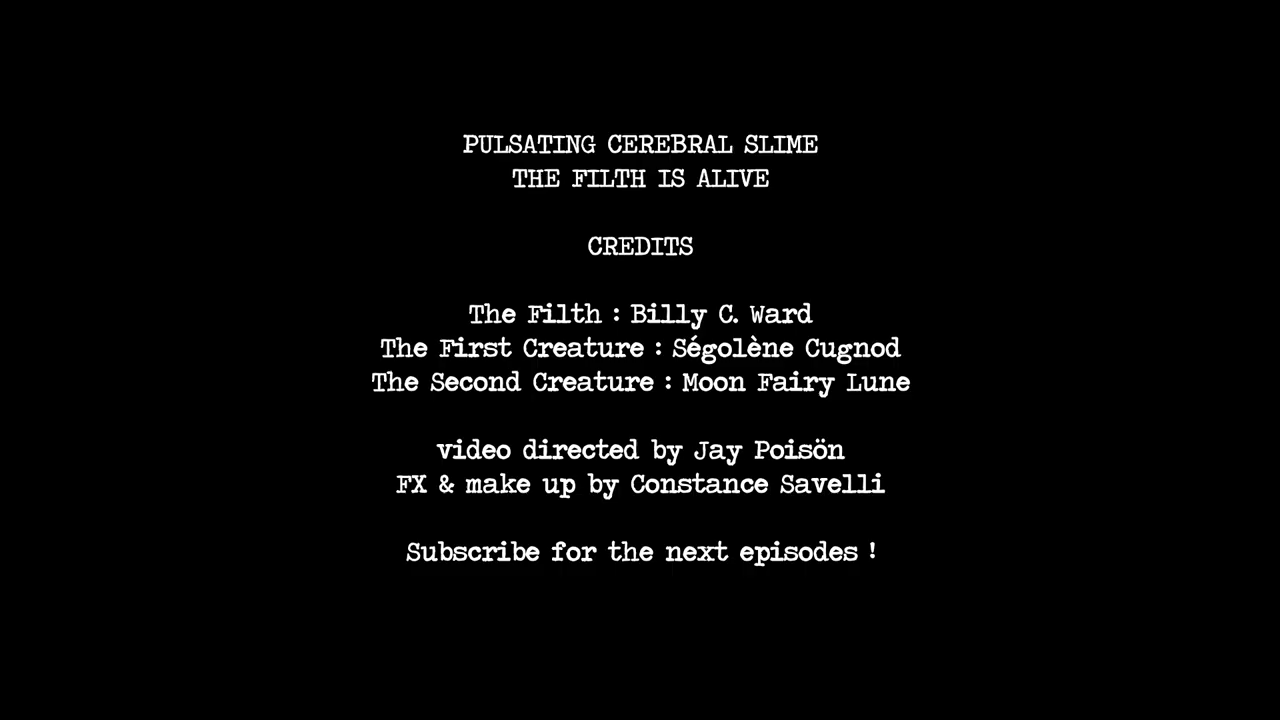 PULSATING CEREBRAL SLIME
THE FILTH IS ALIVE
CREDITS
The Filth : Billy C. Ward
The First Creature : Ségolène Cugnod
The Second Creature : Moon Fairy Lune
video directed by Jay Poisön
FX & make up by Constance Savelli
Subscribe for the next episodes !